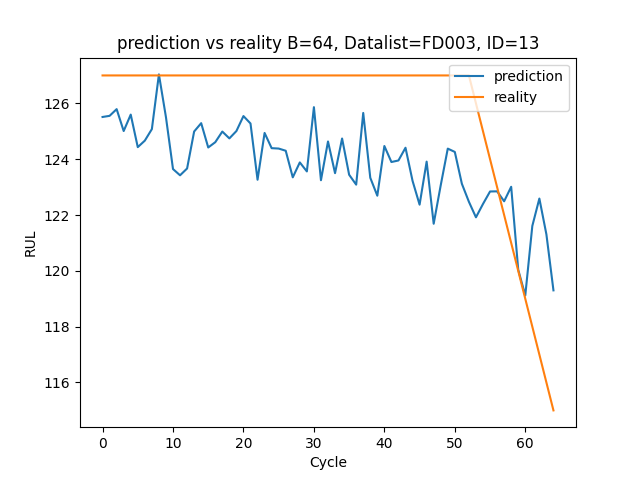 prediction vs reality B=64, Datalist=FD003, ID=13
prediction
reality
RUL
126
124
122
120
118
116
0 10 20 30 40 50 60
Cycle